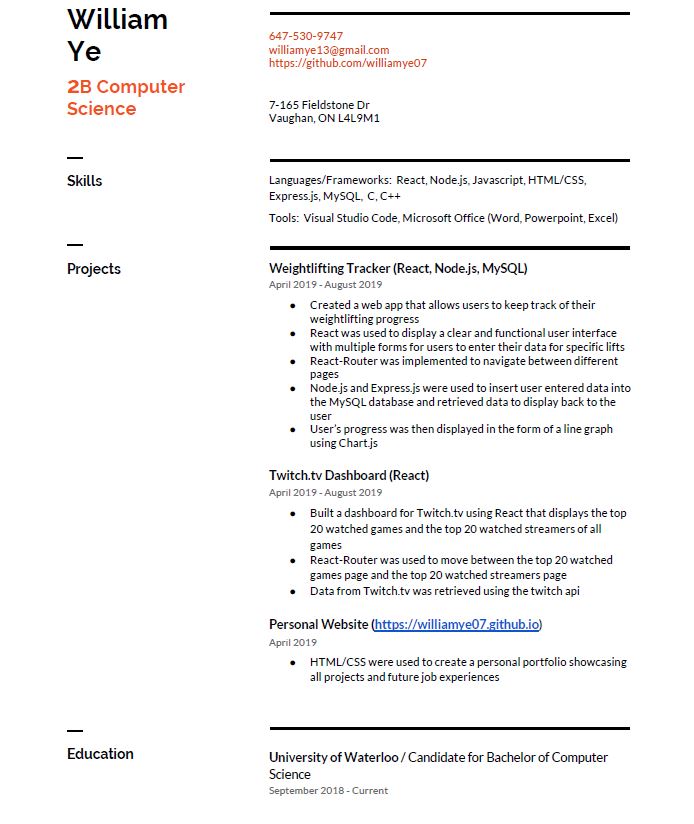 William
Ye
2B Computer
Science
647-530-9747
williamye13@gmail.com
https://github.com/williamye07
7-165 Fieldstone Dr
Vaughan, ON L4L9M1
Skills
Languages/Frameworks: React, Node.js, Javascript, HTML/CSS,
Express.js, MySQL, C, C++
Tools: Visual Studio Code, Microsoft Office (Word, Powerpoint, Excel)
Projects
Weightlifting Tracker (React, Node.js, MySQL)
April 2019 - August 2019
● Created a web app that allows users to keep track of their
weightlifting progress
● React was used to display a clear and functional user interface
with multiple forms for users to enter their data for specific lifts
● React-Router was implemented to navigate between different
pages
● Node.js and Express.js were used to insert user entered data into
the MySQL database and retrieved data to display back to the
user
● User’s progress was then displayed in the form of a line graph
using Chart.js
Twitch.tv Dashboard (React)
April 2019 - August 2019
● Built a dashboard for Twitch.tv using React that displays the top
20 watched games and the top 20 watched streamers of all
games
● React-Router was used to move between the top 20 watched
games page and the top 20 watched streamers page
● Data from Twitch.tv was retrieved using the twitch api
Personal Website (https://williamye07.github.io)
April 2019
● HTML/CSS were used to create a personal portfolio showcasing
all projects and future job experiences
Education
University of Waterloo / Candidate for Bachelor of Computer
Science
September 2018 - Current